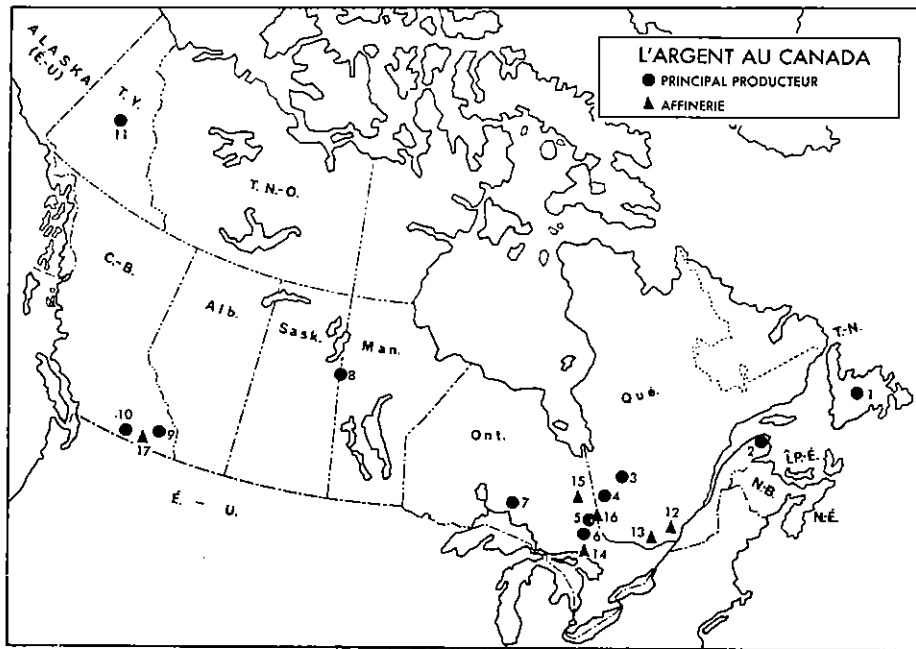 L'ARGENT AU CANADA
PRINCIPAL PRODUCTEUR
AFFINERIE
ALASKA
(É.-U)
T.Y.
11
T.N.-O.
C.-B.
Alb.
Sask.
Man.
8
Ont.
Qué.
T.-N.
1
2
Î.P.-É.
N.-B.
N.-É.
3
4
15
5
16
6
14
13
12
7
10
17
9
É. - U.